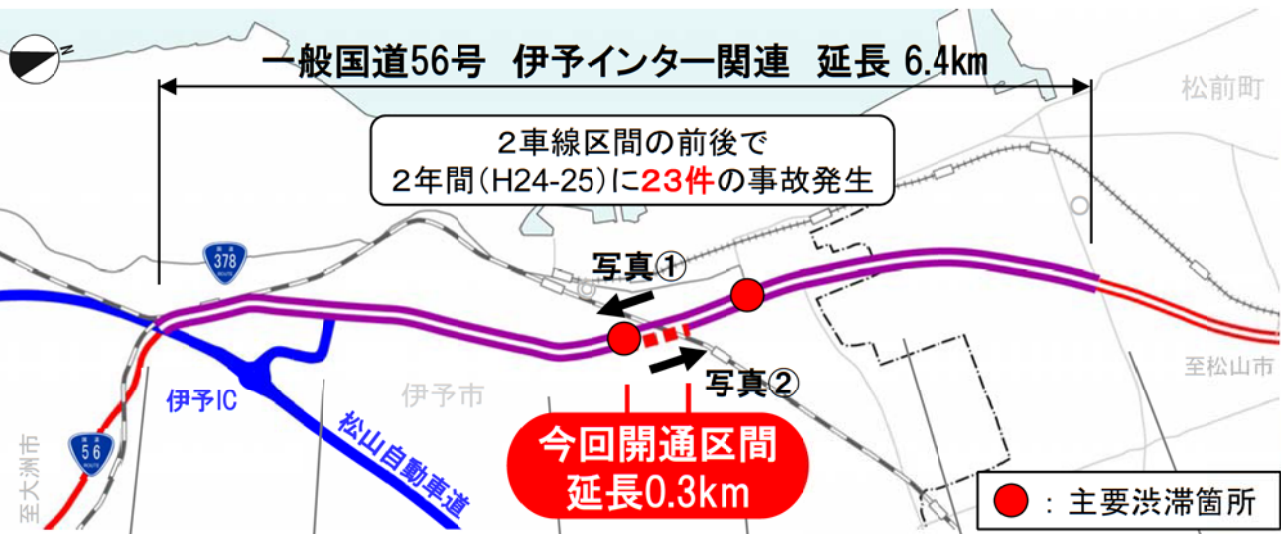 一般国道56号 伊予インター関連 延長 6.4km
松前町
２車線区間の前後で
２年間（H24-25）に２３件の事故発生
378
写真①
写真②
至松山市
伊予IC
伊予市
松山自動車道
56
至大洲市
今回開通区間
延長0.3km
：主要渋滞箇所